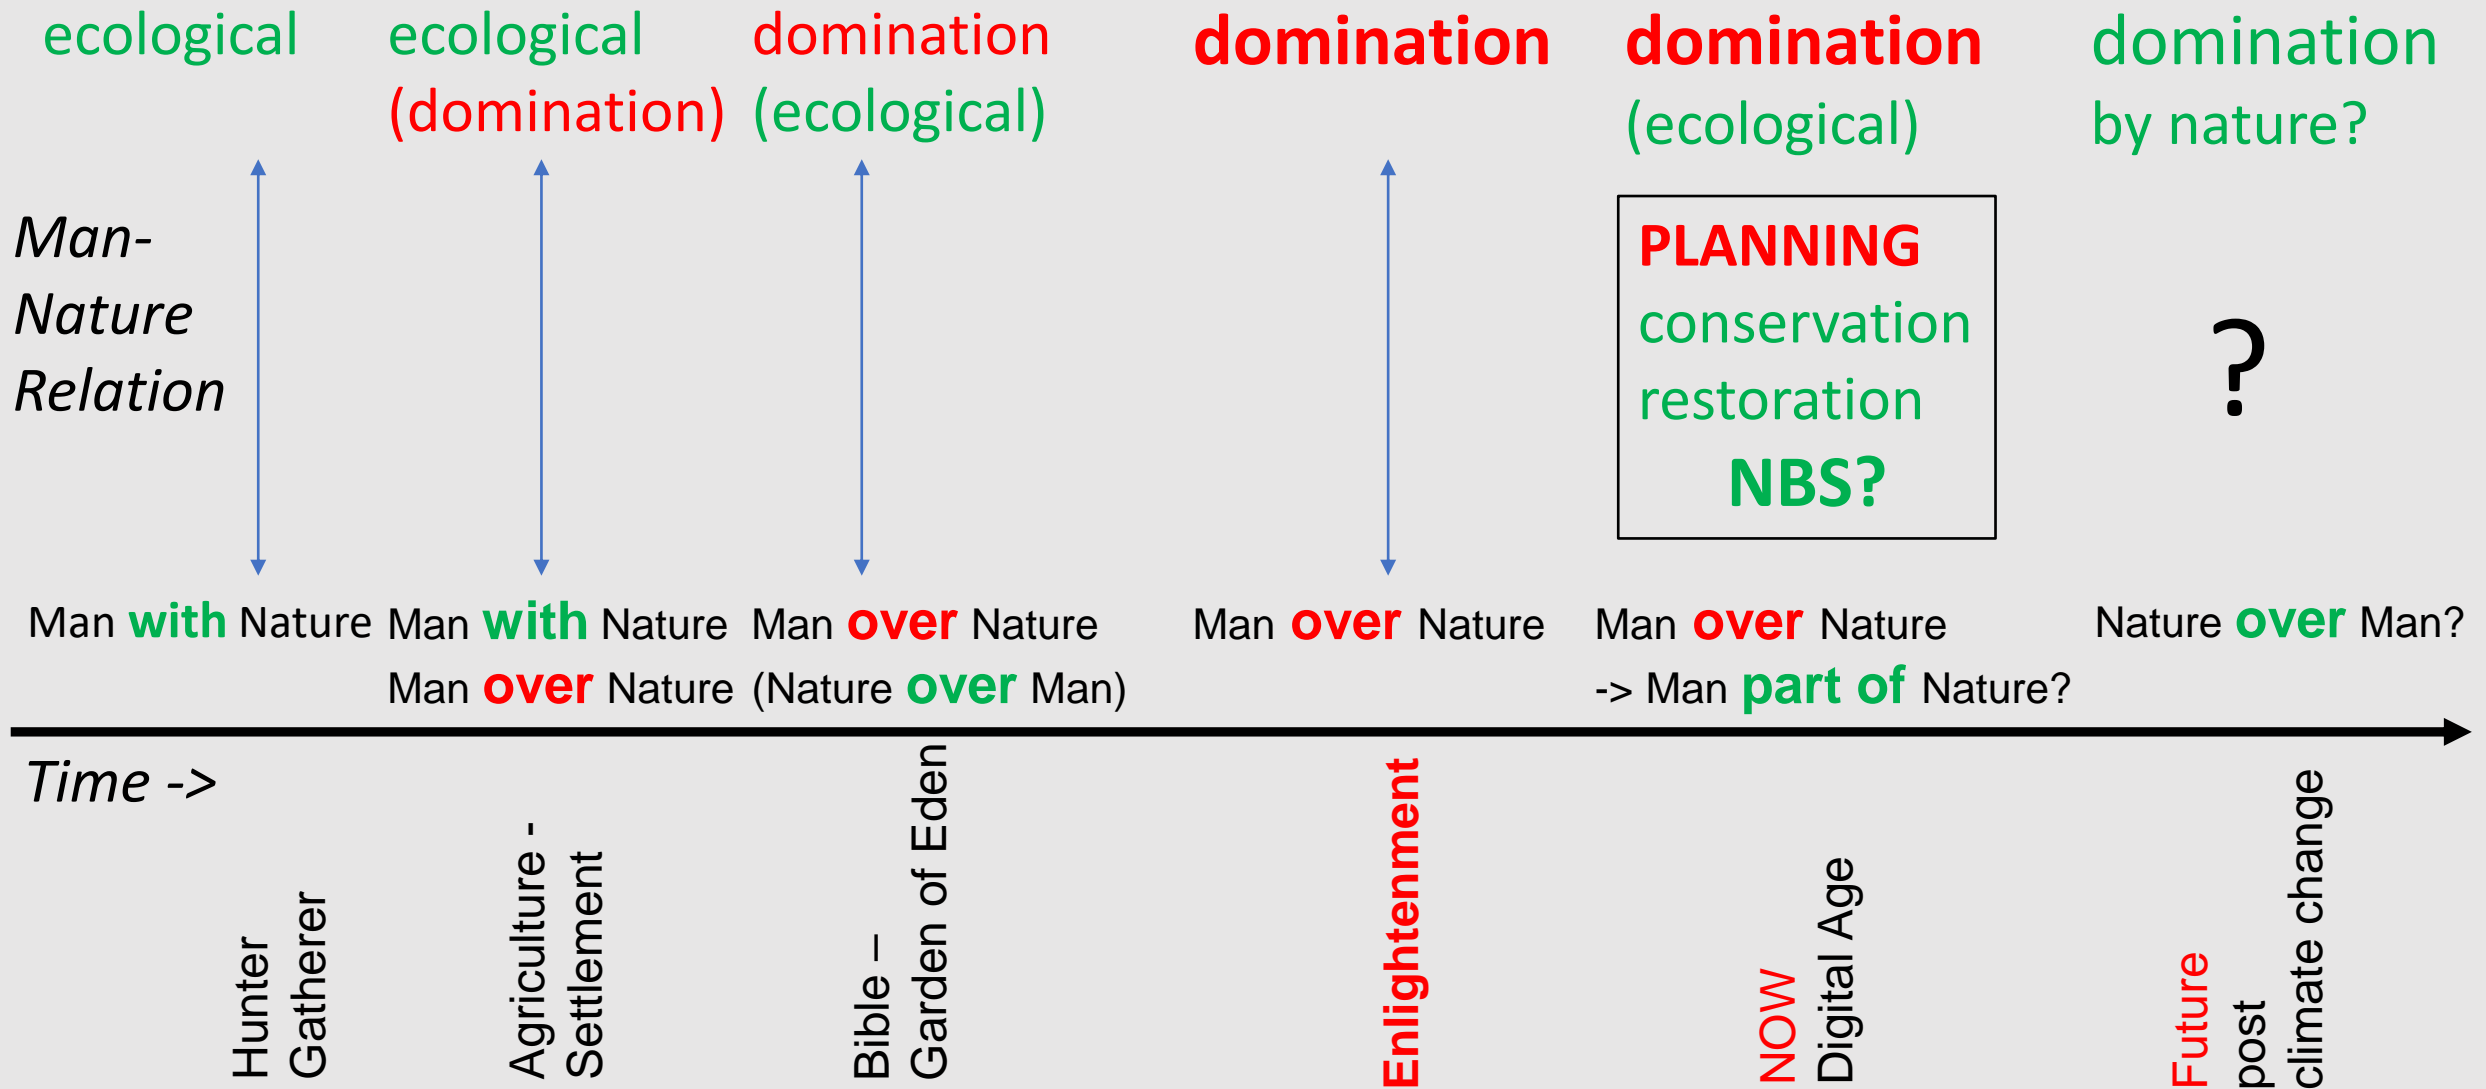 ecological
ecological
(domination)
domination
(ecological)
domination
domination
(ecological)
domination
by nature?
Man-
Nature
Relation
PLANNING
conservation
restoration
NBS?
?
Man with Nature
Man with Nature
Man over Nature
Man over Nature
(Nature over Man)
Man over Nature
Man over Nature
-> Man part of Nature?
Nature over Man?
Time ->
Hunter
Gatherer
Agriculture -
Settlement
Bible –
Garden of Eden
Enlightenment
NOW
Digital Age
Future
post
climate change